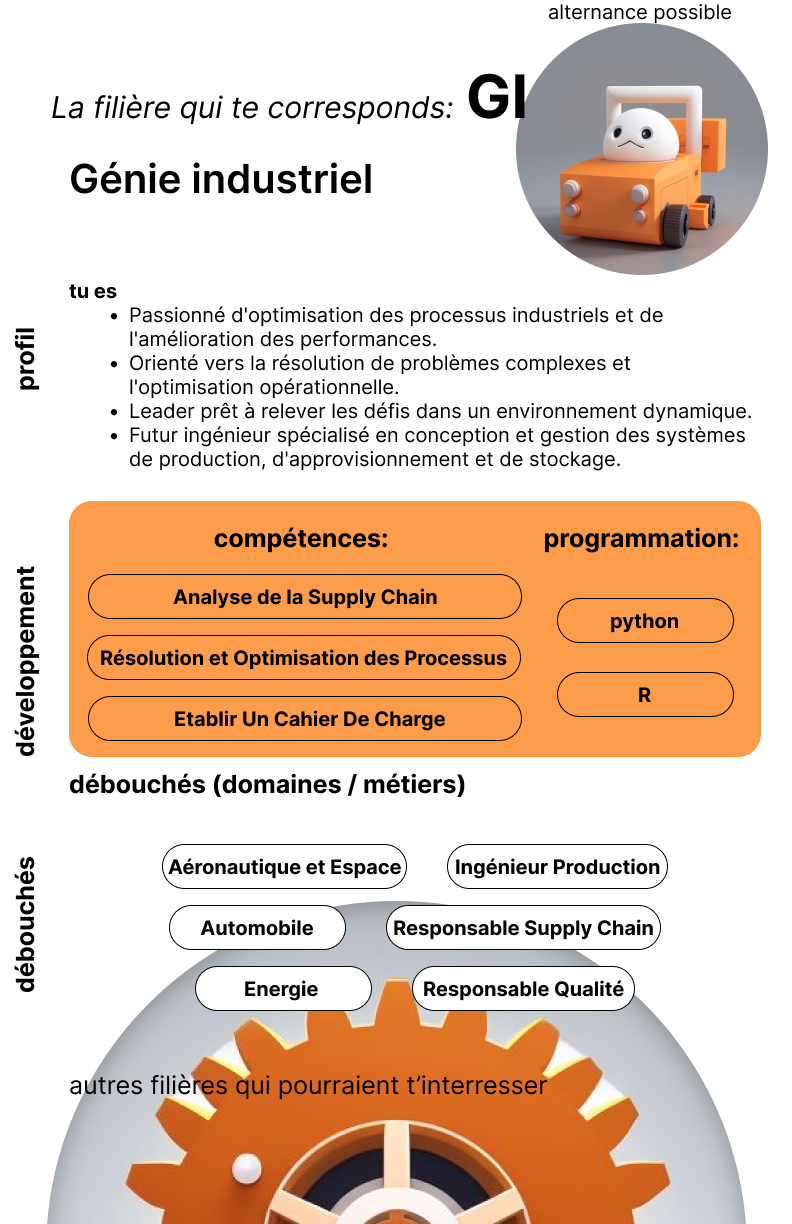 alternance possible
La filière qui te corresponds: GI
Génie industriel
profil
tu es
• Passionné d'optimisation des processus industriels et de
l'amélioration des performances.
• Orienté vers la résolution de problèmes complexes et
l'optimisation opérationnelle.
• Leader prêt à relever les défis dans un environnement dynamique.
• Futur ingénieur spécialisé en conception et gestion des systèmes
de production, d'approvisionnement et de stockage.
développement
compétences:
Analyse de la Supply Chain
Résolution et Optimisation des Processus
Etablir Un Cahier De Charge
programmation:
python
R
débouchés (domaines / métiers)
débouchés
Aéronautique et Espace
Ingénieur Production
Automobile
Responsable Supply Chain
Energie
Responsable Qualité
autres filières qui pourraient t’interresser